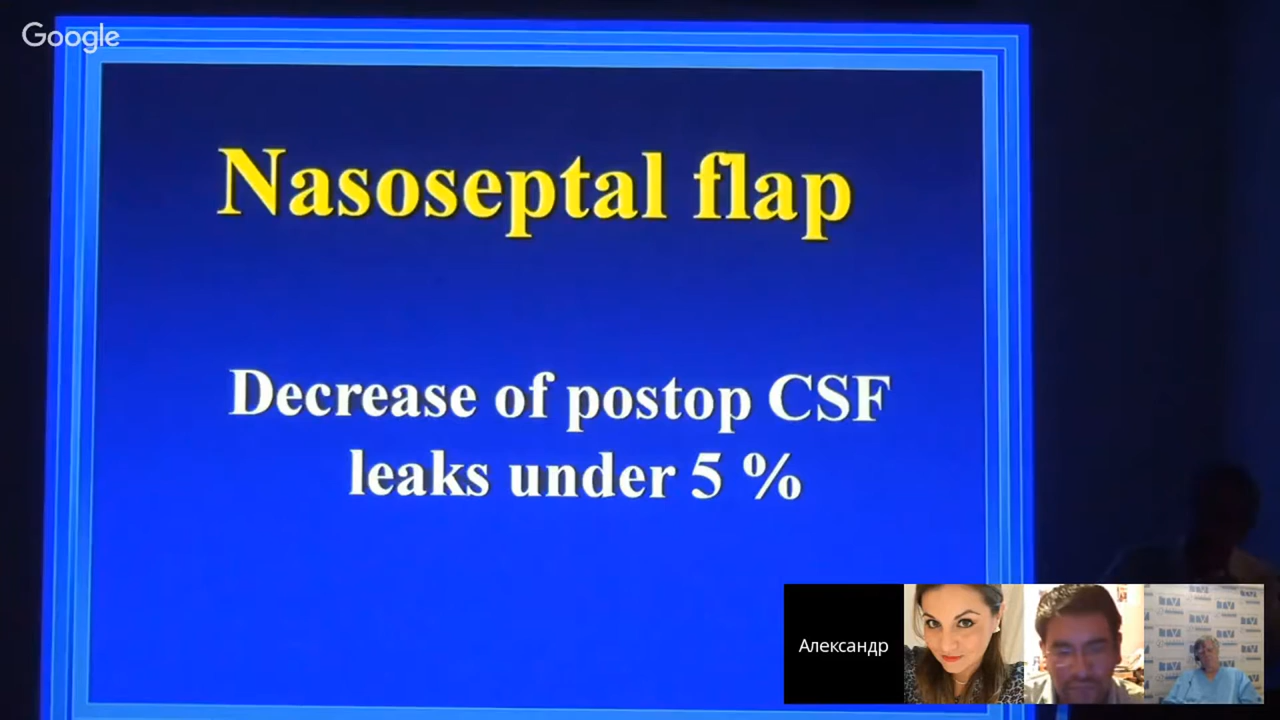 Google
Nasoseptal flap
Decrease of postop CSF
leaks under 5 %
Александр